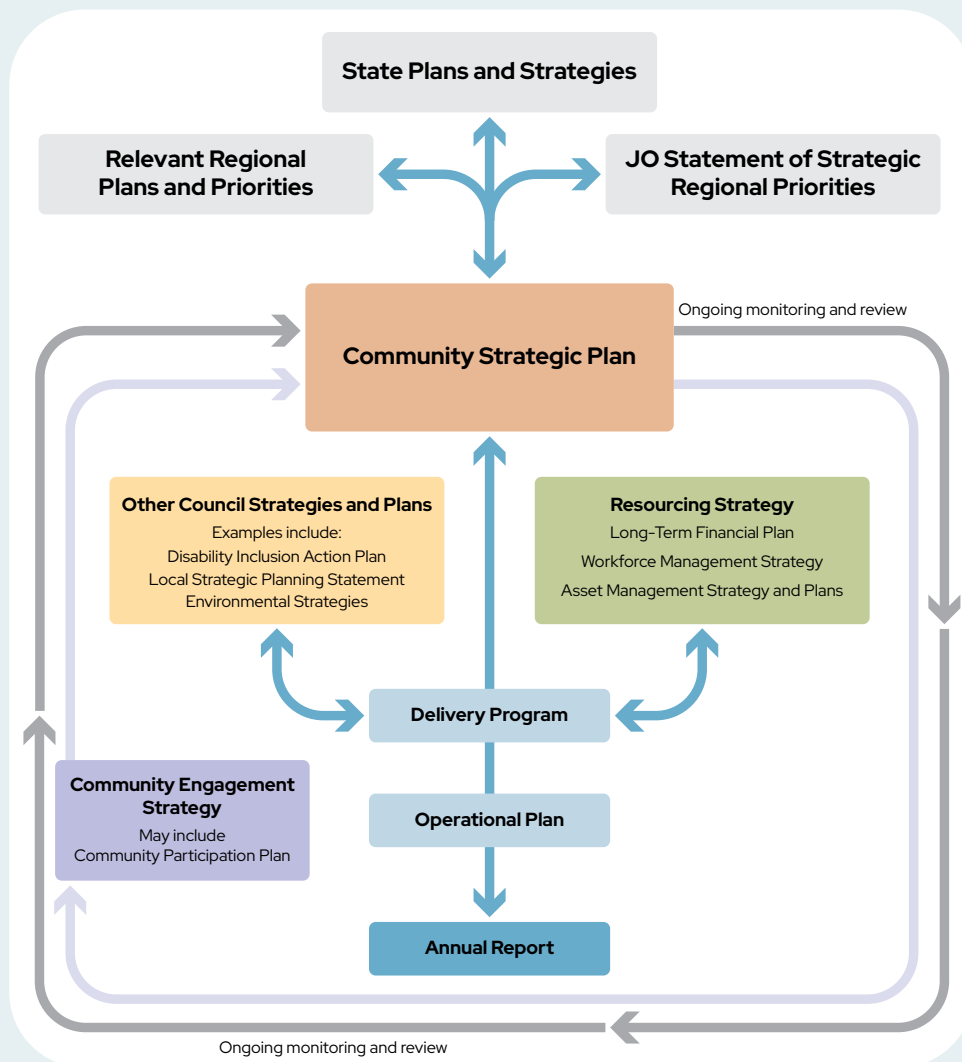 State Plans and Strategies
Relevant Regional
Plans and Priorities
JO Statement of Strategic
Regional Priorities
Ongoing monitoring and review
Community Strategic Plan
Other Council Strategies and Plans
Examples include:
Disability Inclusion Action Plan
Local Strategic Planning Statement
Environmental Strategies
Resourcing Strategy
Long-Term Financial Plan
Workforce Management Strategy
Asset Management Strategy and Plans
Delivery Program
Community Engagement
Strategy
May include
Community Participation Plan
Operational Plan
Annual Report
Ongoing monitoring and review